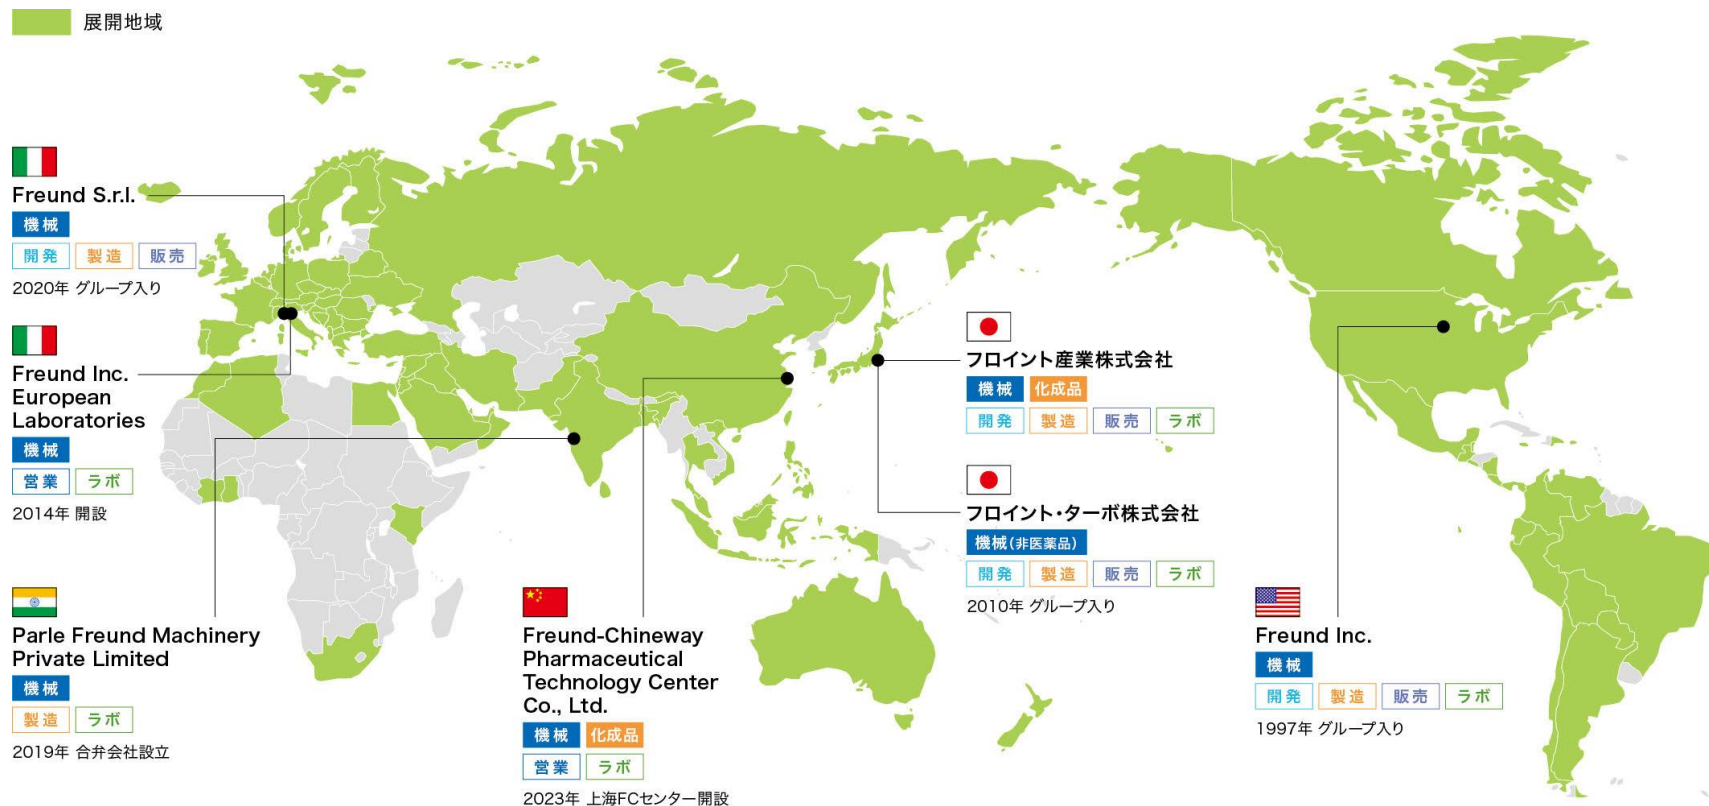 展開地域
Freund S.r.l.
機械
開発 製造 販売
2020年 グループ入り
Freund Inc.
European
Laboratories
機械
営業 ラボ
2014年 開設
Parle Freund Machinery
Private Limited
機械
製造 ラボ
2019年 合弁会社設立
Freund-Chineway
Pharmaceutical
Technology Center
Co., Ltd.
機械 化成品
営業 ラボ
2023年 上海FCセンター開設
フロイント産業株式会社
機械 化成品
開発 製造 販売 ラボ
フロイント・ターボ株式会社
機械(非医薬品)
開発 製造 販売 ラボ
2010年 グループ入り
Freund Inc.
機械
開発 製造 販売 ラボ
1997年 グループ入り